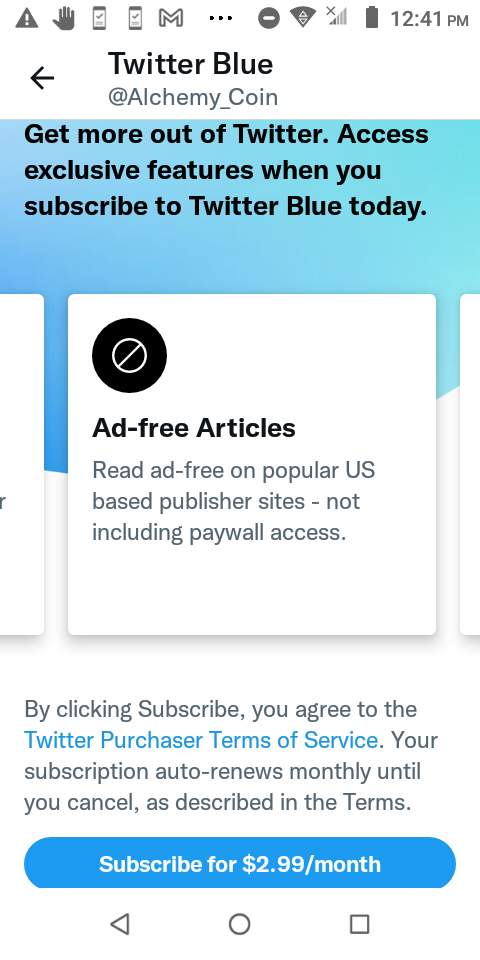 12:41 PM
Twitter Blue
@Alchemy_Coin
Get more out of Twitter. Access
exclusive features when you
subscribe to Twitter Blue today.
Ad-free Articles
Read ad-free on popular US
r
based publisher sites - not
including paywall access.
By clicking Subscribe, you agree to the
Twitter Purchaser Terms of Service. Your
subscription auto-renews monthly until
you cancel, as described in the Terms.
Subscribe for $2.99/month